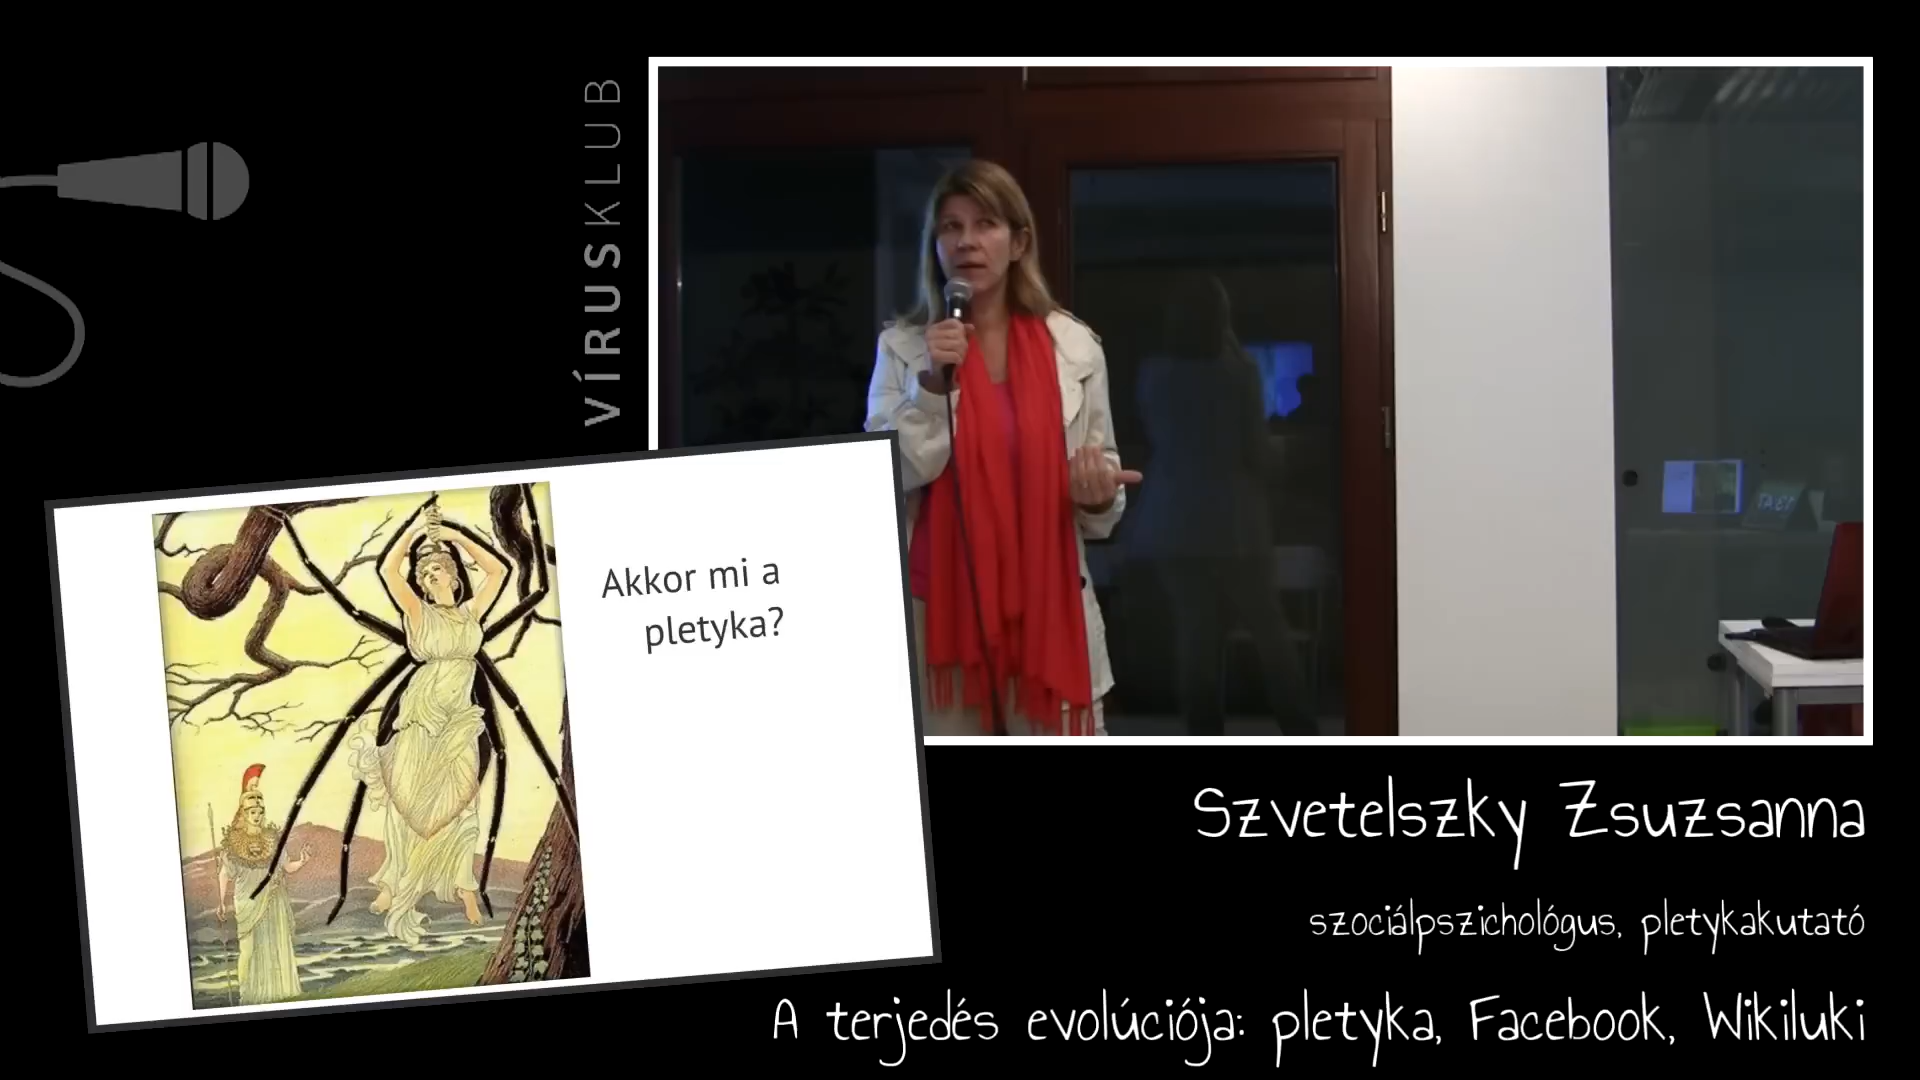 VÍRUSKLUB
Akkor mi a
pletyka?
Szvetelszky Zsuzsanna
szociálpszichológus, pletykakutató
A terjedés evolúciója: pletyka, Facebook, Wikiluki